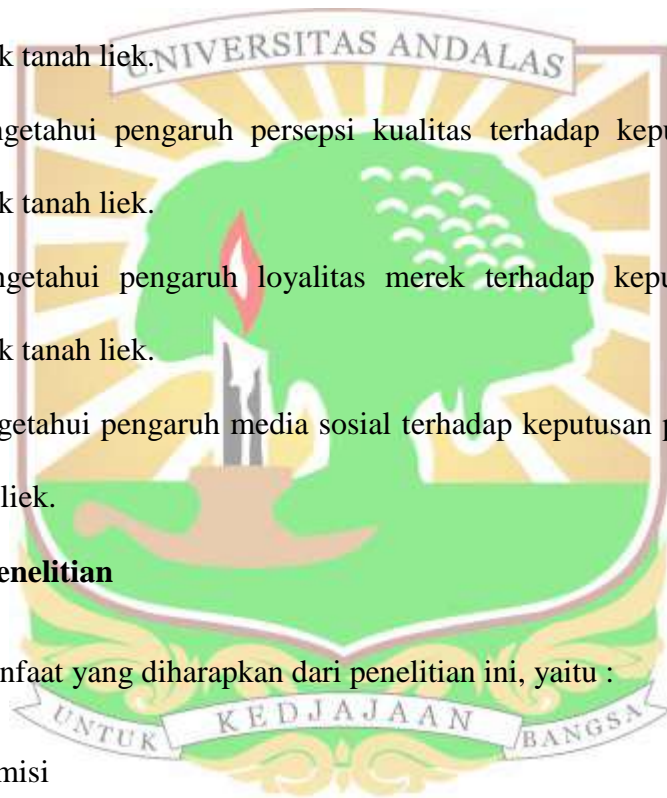 k tanah liek.
UNIVERSITAS ANDALAS
ngetahui pengaruh persepsi kualitas terhadap kepu
k tanah liek.
ngetahui pengaruh loyalitas merek terhadap kepu
k tanah liek.
getahui pengaruh media sosial terhadap keputusan p
liek.
enelitian
nfaat yang diharapkan dari penelitian ini, yaitu :
UNTUK KEDJAJAAN BANGSA
misi